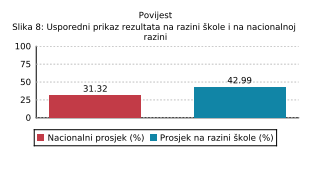 Povijest
Slika 8: Usporedni prikaz rezultata na razini škole i na nacionalnoj
razini
100
75
50
25
0
31.32
42.99
Nacionalni prosjek (%)
Prosjek na razini škole (%)